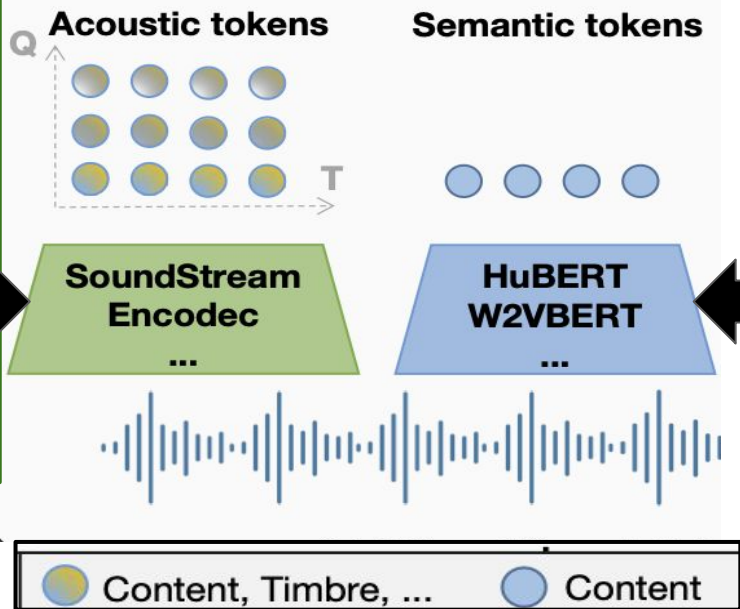 Acoustic tokens
Semantic tokens
Q
T
SoundStream
Encodec
...
HuBERT
W2VBERT
...
Content, Timbre, ...
Content